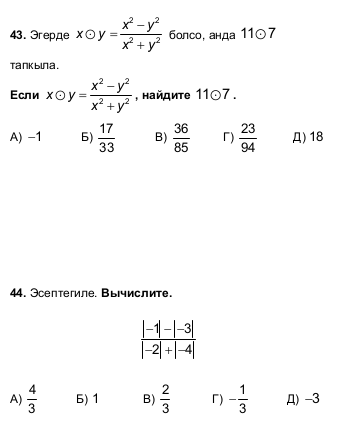 43. Эгерде x⊙y = (x² − y²)/(x² + y²) болсо, анда 11⊙7
тапкыла.
Если x⊙y = (x² − y²)/(x² + y²), найдите 11⊙7.
А) −1 Б) 17/33 В) 36/85 Г) 23/94 Д) 18
44. Эсептегиле. Вычислите.
(|−1| − |−3|)/(|−2| + |−4|)
А) 4/3 Б) 1 В) 2/3 Г) −1/3 Д) −3